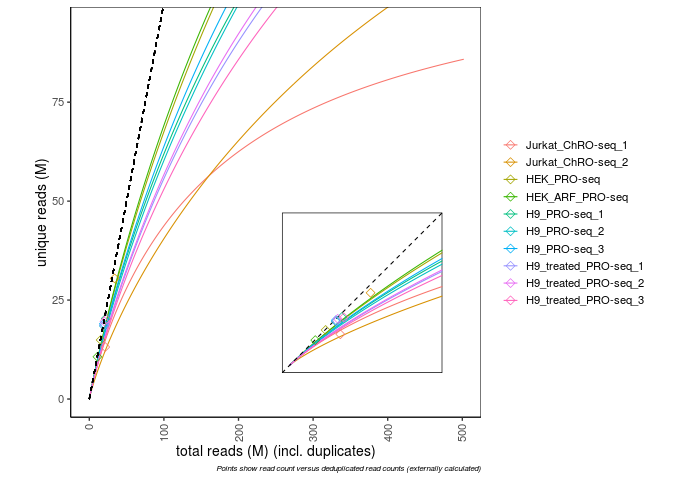 unique reads (M)
75
50
25
0
0
100
200
300
400
500
total reads (M) (incl. duplicates)
Points show read count versus deduplicated read counts (externally calculated)
Jurkat_ChRO-seq_1
Jurkat_ChRO-seq_2
HEK_PRO-seq
HEK_ARF_PRO-seq
H9_PRO-seq_1
H9_PRO-seq_2
H9_PRO-seq_3
H9_treated_PRO-seq_1
H9_treated_PRO-seq_2
H9_treated_PRO-seq_3